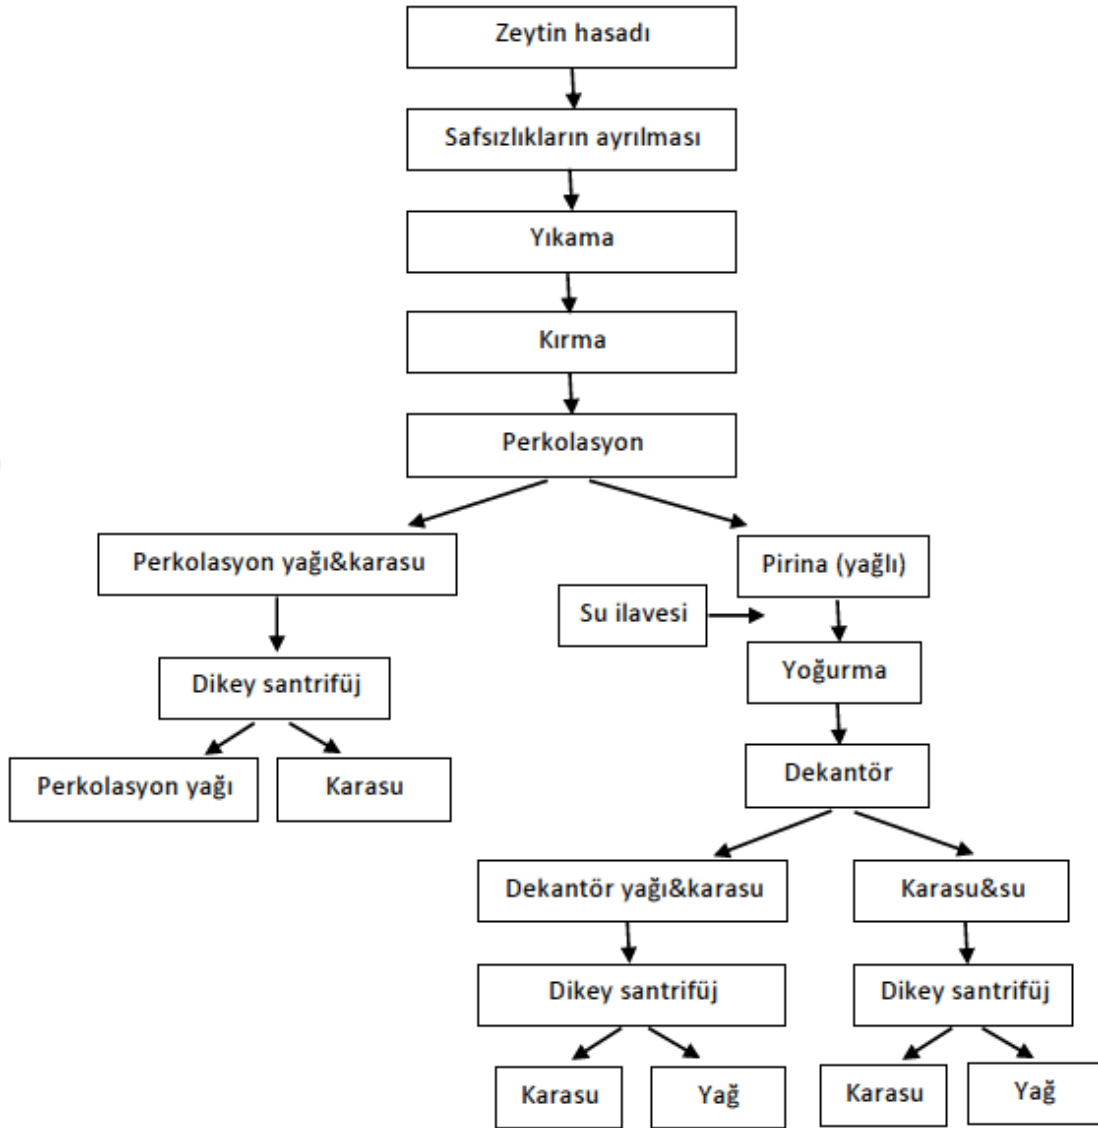 Zeytin hasadı
Safsızlıkların ayrılması
Yıkama
Kırma
Perkolasyon
Perkolasyon yağı&karasu
Pirina (yağlı)
Su ilavesi
Yoğurma
Dikey santrifüj
Perkolasyon yağı
Karasu
Dekantör
Dekantör yağı&karasu
Karasu&su
Dikey santrifüj
Dikey santrifüj
Karasu
Yağ
Karasu
Yağ